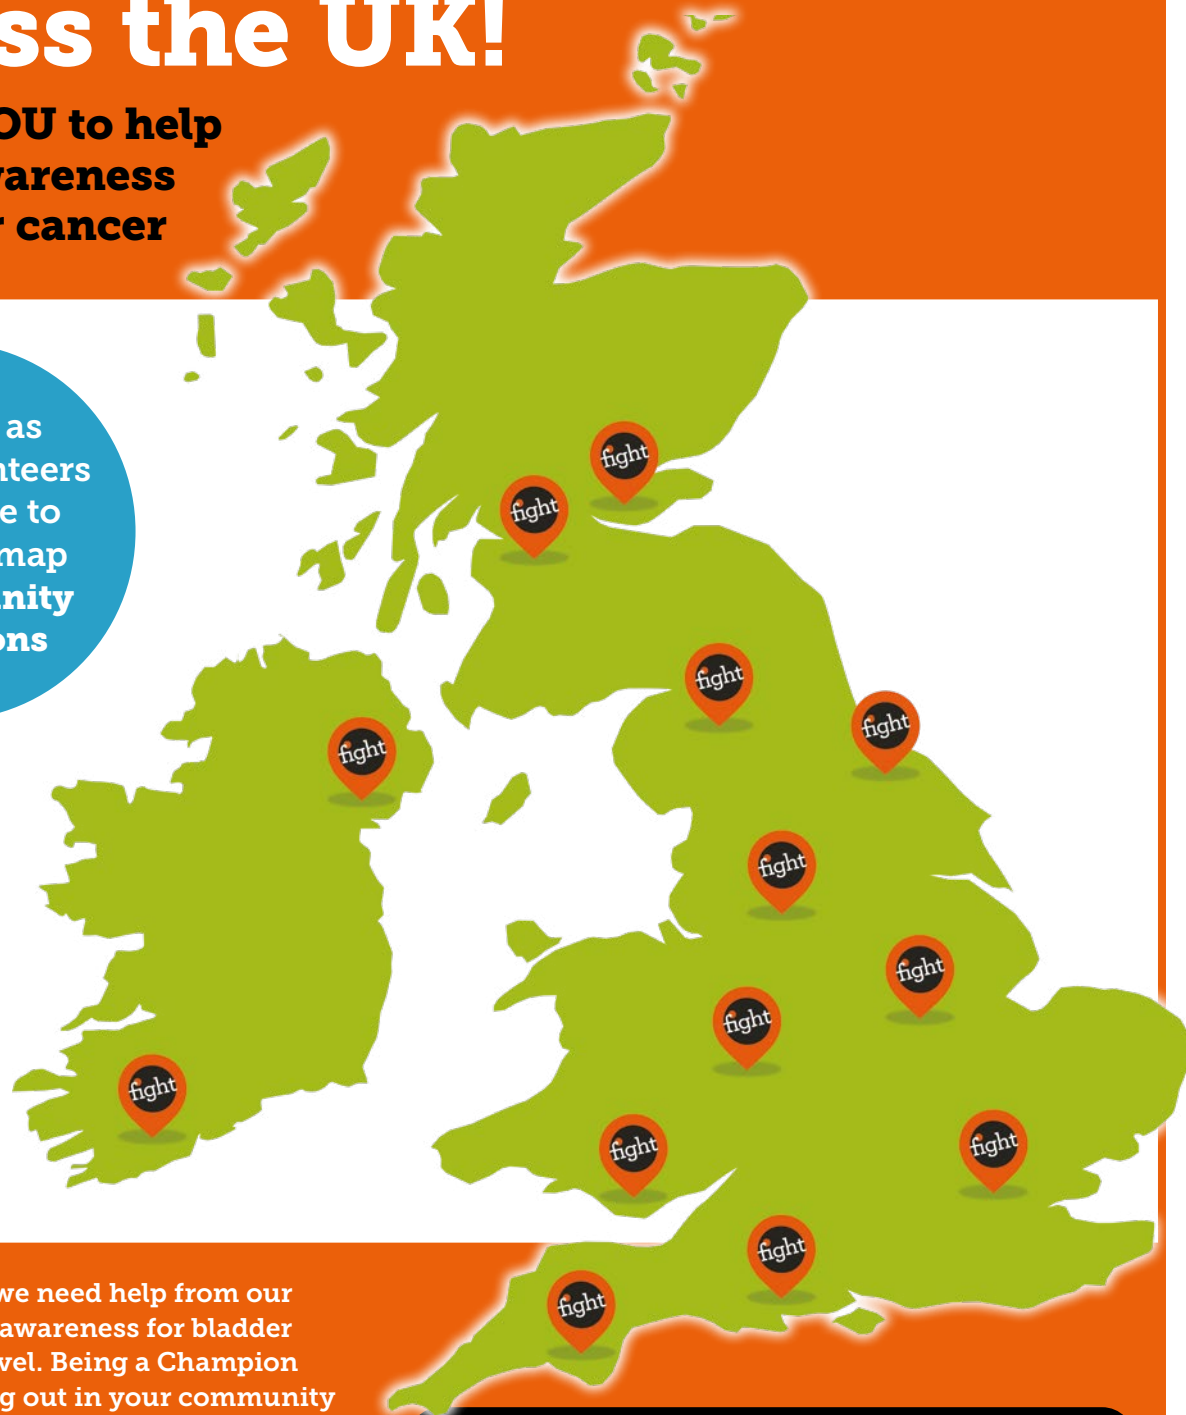 ss the UK!
OU to help
wareness
r cancer
as
nteers
e to
map
nity
ons
fight
fight
fight
fight
fight
fight
fight
fight
fight
fight
fight
fight
fight
we need help from our
awareness for bladder
vel. Being a Champion
g out in your community